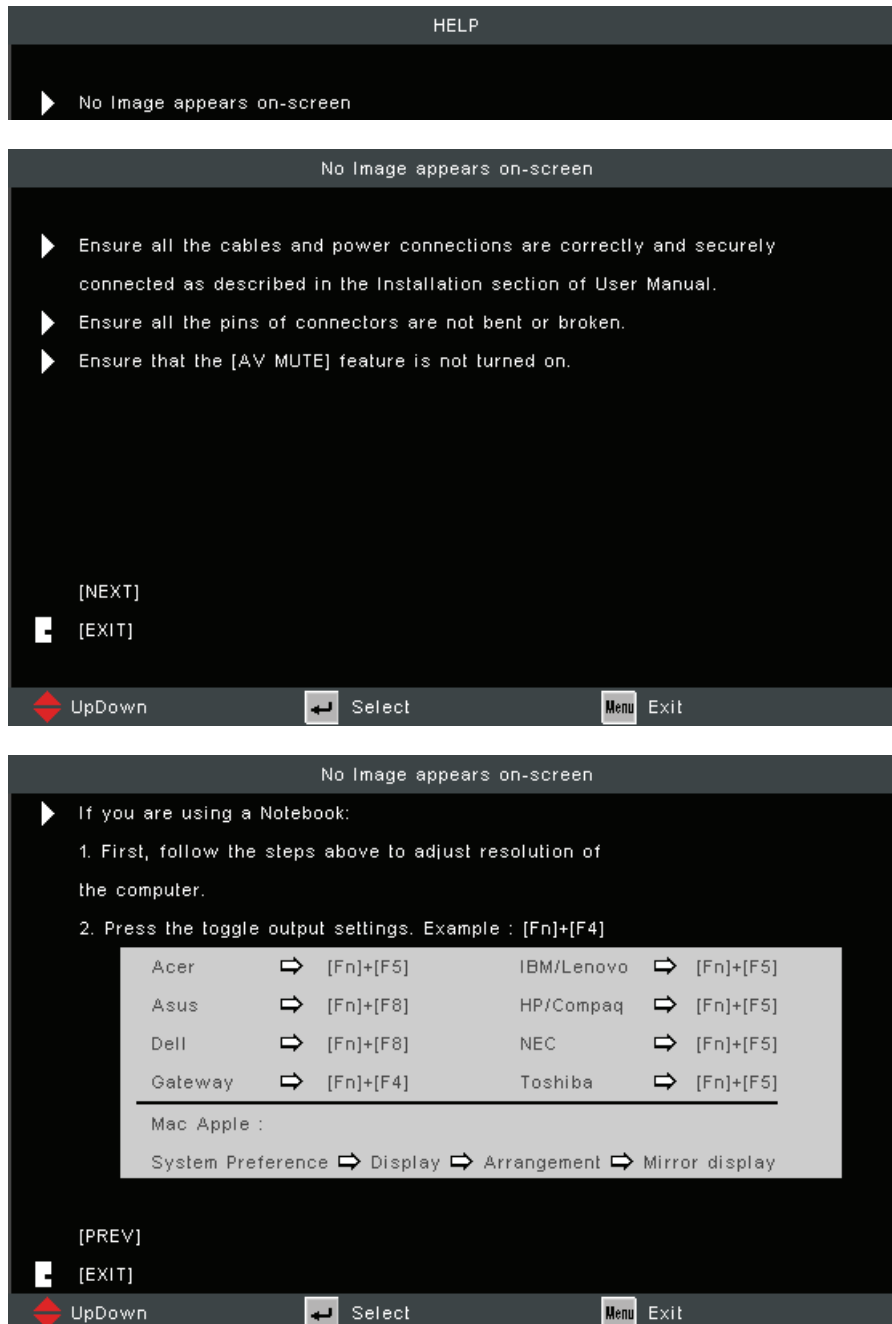 HELP
No Image appears on-screen
No Image appears on-screen
Ensure all the cables and power connections are correctly and securely
connected as described in the Installation section of User Manual.
Ensure all the pins of connectors are not bent or broken.
Ensure that the [AV MUTE] feature is not turned on.
[NEXT]
[EXIT]
UpDown Select Menu Exit
No Image appears on-screen
If you are using a Notebook:
1. First, follow the steps above to adjust resolution of
the computer.
2. Press the toggle output settings. Example : [Fn]+[F4]
Acer ⇨ [Fn]+[F5] IBM/Lenovo ⇨ [Fn]+[F5]
Asus ⇨ [Fn]+[F8] HP/Compaq ⇨ [Fn]+[F5]
Dell ⇨ [Fn]+[F8] NEC ⇨ [Fn]+[F5]
Gateway ⇨ [Fn]+[F4] Toshiba ⇨ [Fn]+[F5]
Mac Apple :
System Preference ⇨ Display ⇨ Arrangement ⇨ Mirror display
[PREV]
[EXIT]
UpDown Select Menu Exit